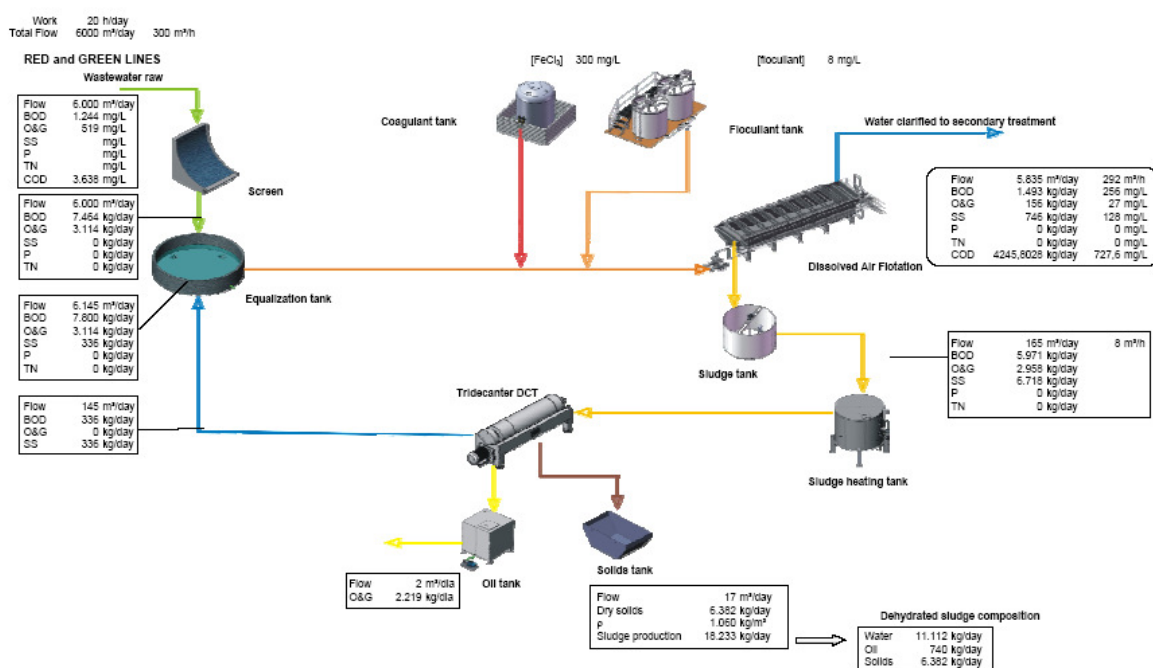 Work 20 h/day
Total Flow 6000 m³/day 300 m³/h
RED and GREEN LINES
Wastewater raw
Flow 6.000 m³/day
BOD 1.244 mg/L
O&G 519 mg/L
SS mg/L
P mg/L
TN mg/L
COD 3.638 mg/L
Screen
Flow 6.000 m³/day
BOD 7.464 kg/day
O&G 3.114 kg/day
SS 0 kg/day
P 0 kg/day
TN 0 kg/day
Equalization tank
Flow 6.145 m³/day
BOD 7.800 kg/day
O&G 3.114 kg/day
SS 336 kg/day
P 0 kg/day
TN 0 kg/day
Flow 145 m³/day
BOD 336 kg/day
O&G 0 kg/day
SS 336 kg/day
[FeCl₃] 300 mg/L
Coagulant tank
[flocullant] 8 mg/L
Flocullant tank
Water clarified to secondary treatment
Flow 5.835 m³/day 292 m³/h
BOD 1.493 kg/day 256 mg/L
O&G 156 kg/day 27 mg/L
SS 746 kg/day 128 mg/L
P 0 kg/day 0 mg/L
TN 0 kg/day 0 mg/L
COD 4245,8028 kg/day 727,6 mg/L
Dissolved Air Flotation
Sludge tank
Flow 165 m³/day 8 m³/h
BOD 5.971 kg/day
O&G 2.958 kg/day
SS 6.718 kg/day
P 0 kg/day
TN 0 kg/day
Sludge heating tank
Tridecanter DCT
Oil tank
Flow 2 m³/dia
O&G 2.219 kg/dia
Solids tank
Flow 17 m³/day
Dry solids 6.382 kg/day
ρ 1.060 kg/m³
Sludge production 18.233 kg/day
Dehydrated sludge composition
Water 11.112 kg/day
Oil 740 kg/day
Solids 6.382 kg/day